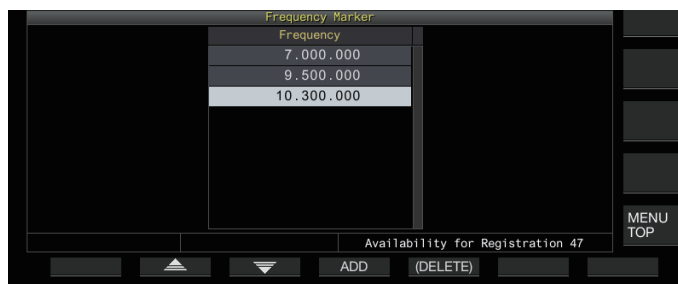 Frequency Marker
Frequency
7.000.000
9.500.000
10.300.000
Availability for Registration 47
MENU
TOP
ADD
(DELETE)